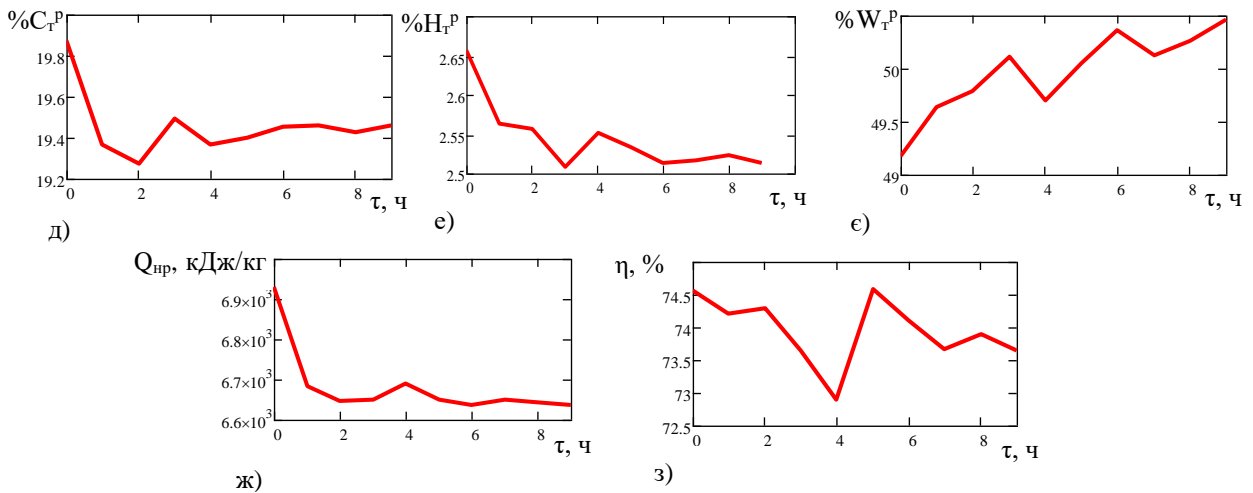 %Cтр
19.8
19.6
19.4
19.2
0 2 4 6 8
τ, ч
д)
%Hтр
2.65
2.6
2.55
2.5
0 2 4 6 8
τ, ч
е)
%Wтр
50
49.5
49
0 2 4 6 8
τ, ч
є)
Qнр, кДж/кг
6.9×10³
6.8×10³
6.7×10³
6.6×10³
0 2 4 6 8
τ, ч
ж)
η, %
74.5
74
73.5
73
72.5
0 2 4 6 8
τ, ч
з)